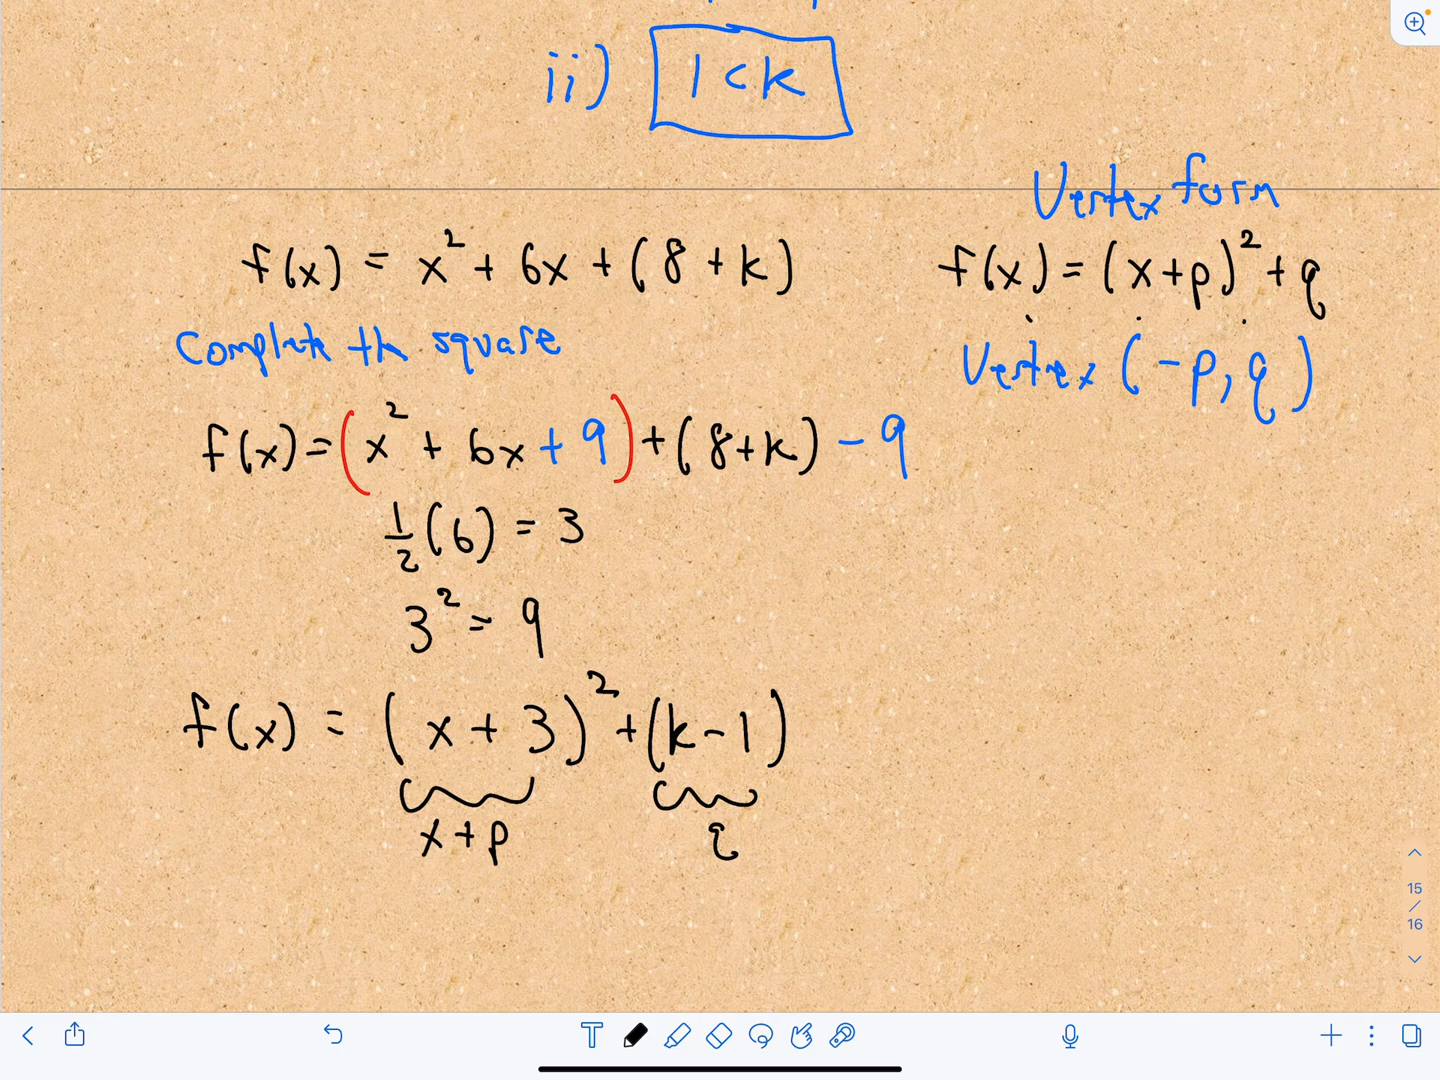 ii) 1 < k
Vertex form
f(x) = x² + 6x + (8 + k)
f(x) = (x+p)² + q
Complete the square
Vertex (-p, q)
f(x) = (x² + 6x + 9) + (8+k) - 9
½(6) = 3
3² = 9
f(x) = (x + 3)² + (k - 1)
x + p
q
15
/
16
T